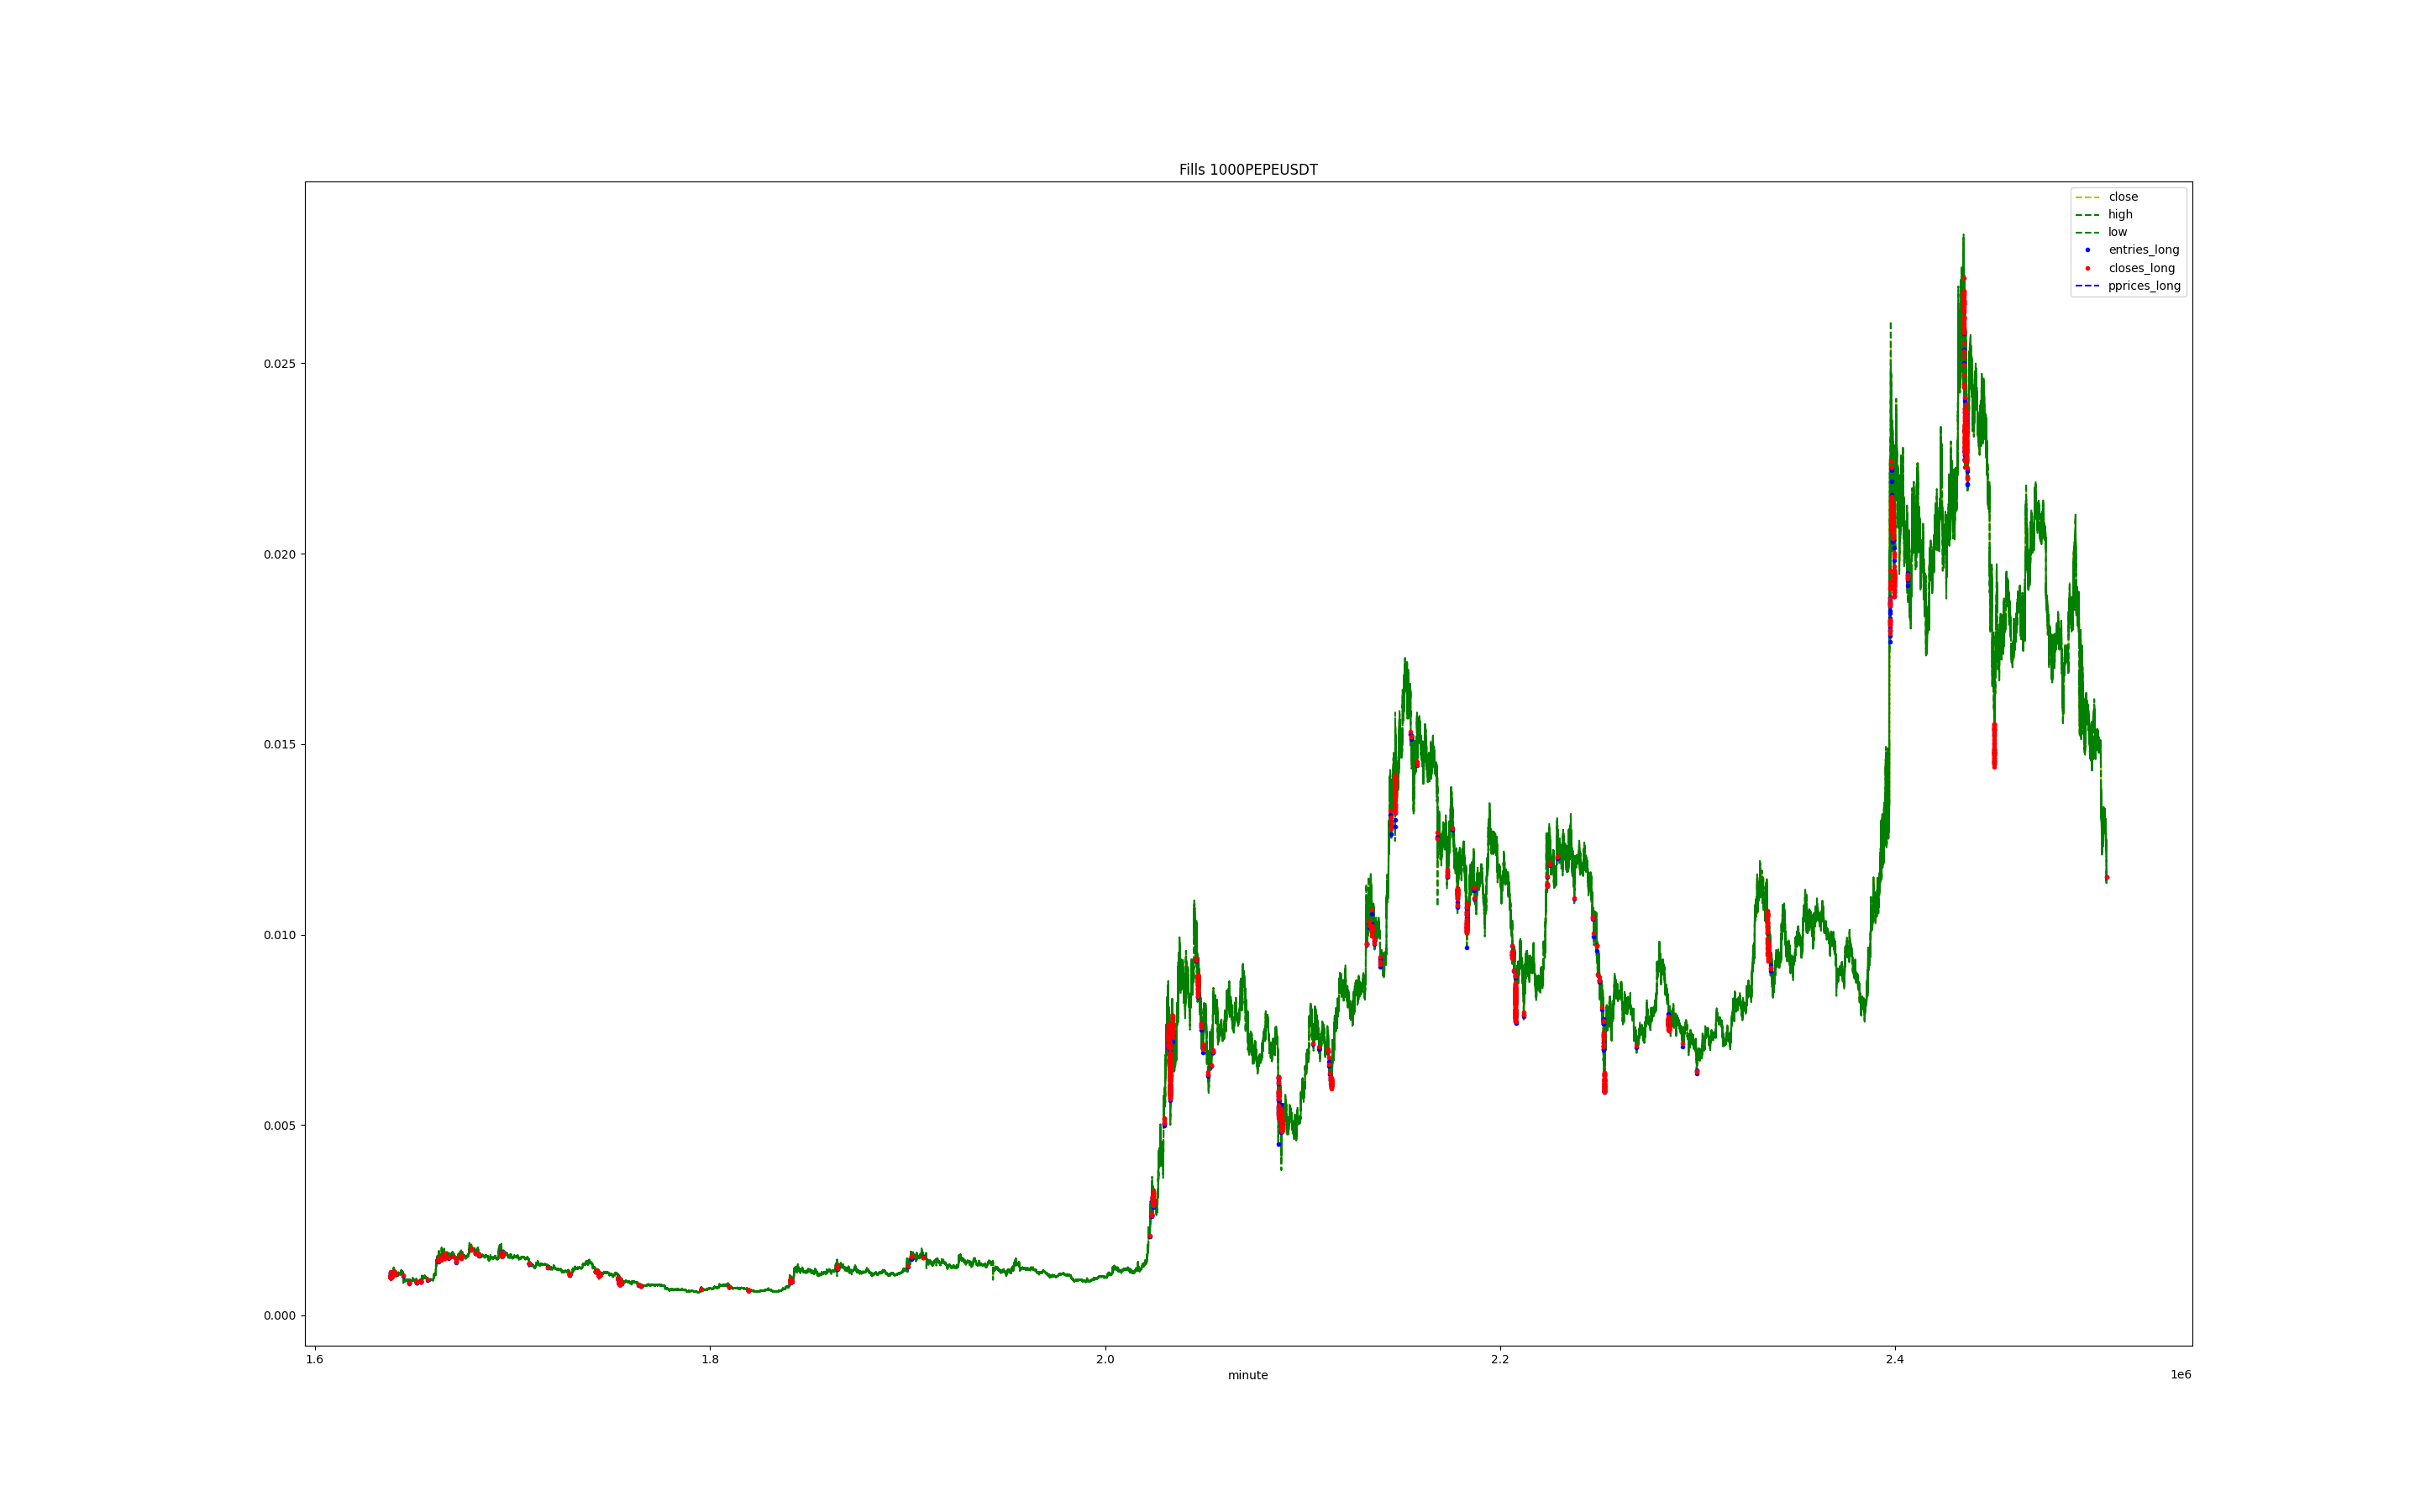 Fills 1000PEPEUSDT
close
high
low
entries_long
closes_long
pprices_long
0.025
0.020
0.015
0.010
0.005
0.000
1.6
1.8
2.0
2.2
2.4
minute
1e6